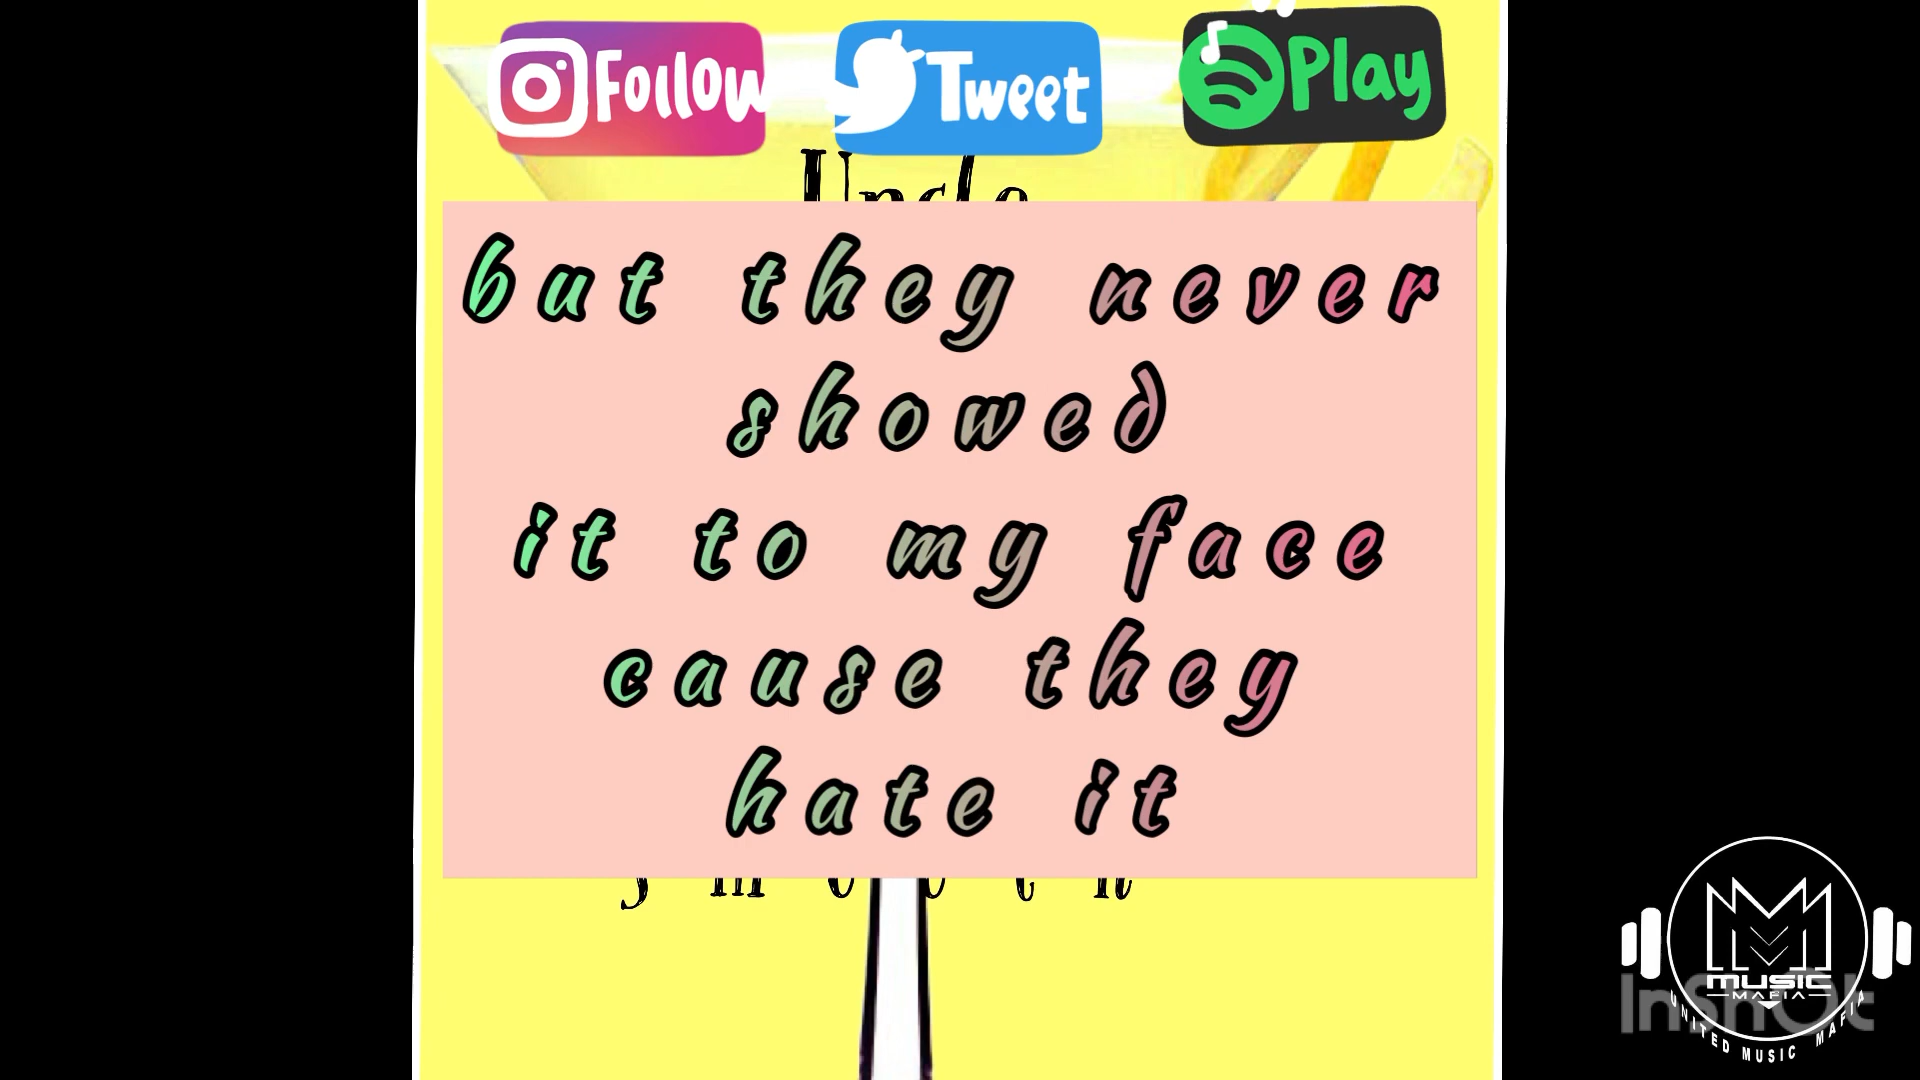 Follow
Tweet
Play
Uncle
but they never
showed
it to my face
cause they
hate it
MUSIC
MAFIA
InShOt
UNITED MUSIC MAFIA